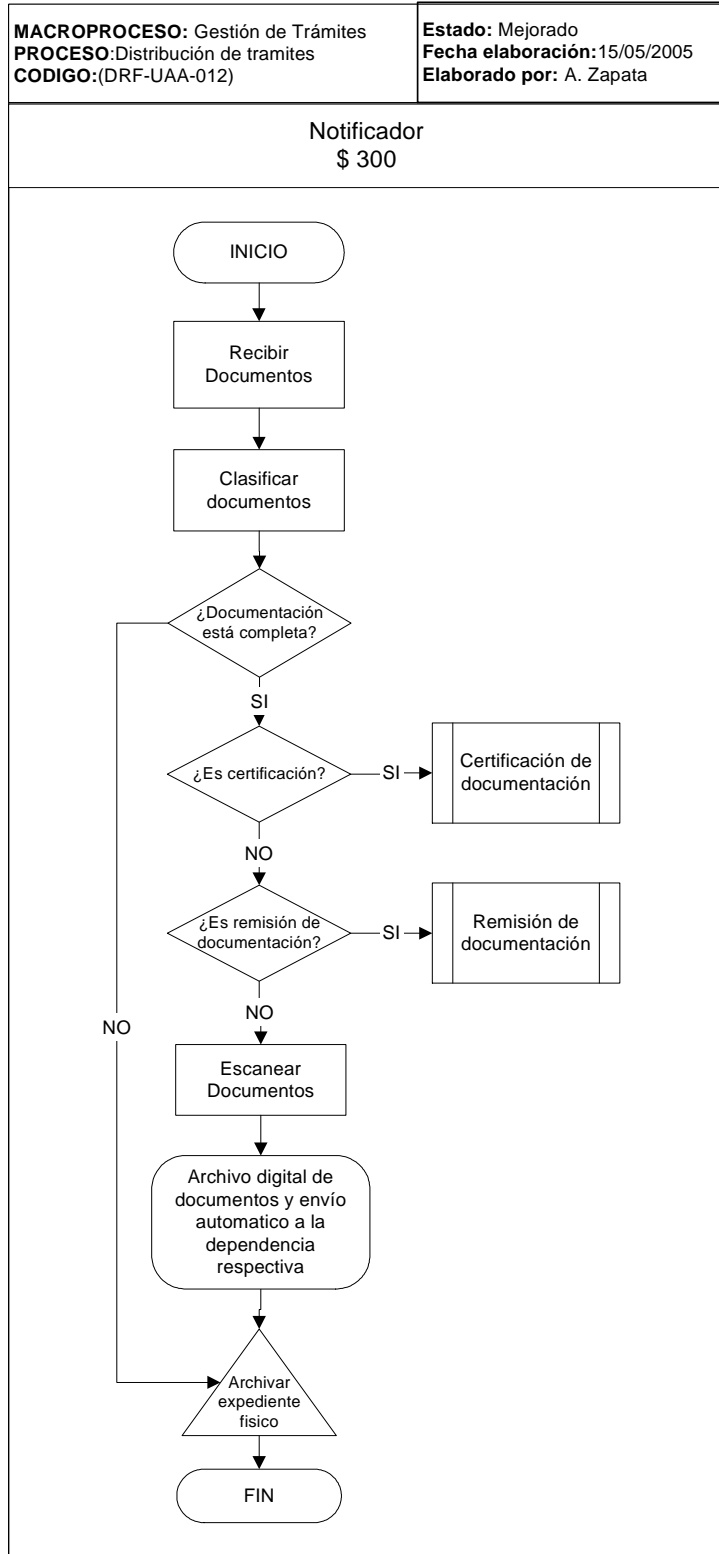 MACROPROCESO: Gestión de Trámites
PROCESO:Distribución de tramites
CODIGO:(DRF-UAA-012)
Estado: Mejorado
Fecha elaboración:15/05/2005
Elaborado por: A. Zapata
Notificador
$ 300
INICIO
Recibir
Documentos
Clasificar
documentos
¿Documentación
está completa?
SI
¿Es certificación?
SI
Certificación de
documentación
NO
¿Es remisión de
documentación?
SI
Remisión de
documentación
NO
NO
Escanear
Documentos
Archivo digital de
documentos y envío
automatico a la
dependencia
respectiva
Archivar
expediente
fisico
FIN